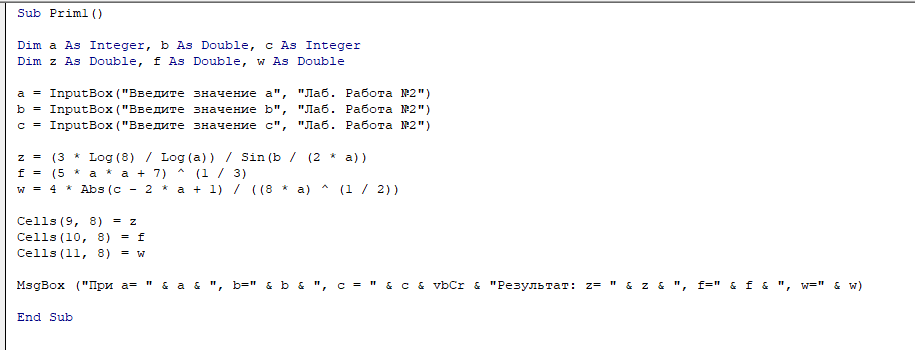 Sub Prim1()
Dim a As Integer, b As Double, c As Integer
Dim z As Double, f As Double, w As Double
a = InputBox("Введите значение a", "Лаб. Работа №2")
b = InputBox("Введите значение b", "Лаб. Работа №2")
c = InputBox("Введите значение c", "Лаб. Работа №2")
z = (3 * Log(8) / Log(a)) / Sin(b / (2 * a))
f = (5 * a * a + 7) ^ (1 / 3)
w = 4 * Abs(c - 2 * a + 1) / ((8 * a) ^ (1 / 2))
Cells(9, 8) = z
Cells(10, 8) = f
Cells(11, 8) = w
MsgBox ("При a= " & a & ", b=" & b & ", c = " & c & vbCr & "Результат: z= " & z & ", f=" & f & ", w=" & w)
End Sub